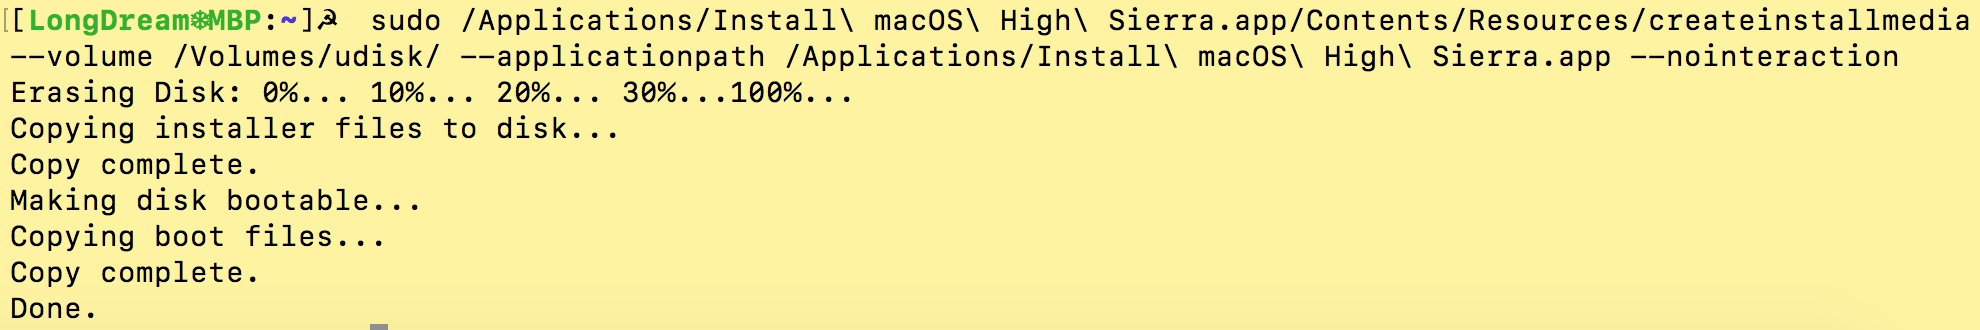 [[LongDream❄MBP:~]☭  sudo /Applications/Install\ macOS\ High\ Sierra.app/Contents/Resources/createinstallmedia
--volume /Volumes/udisk/ --applicationpath /Applications/Install\ macOS\ High\ Sierra.app --nointeraction
Erasing Disk: 0%... 10%... 20%... 30%...100%...
Copying installer files to disk...
Copy complete.
Making disk bootable...
Copying boot files...
Copy complete.
Done.